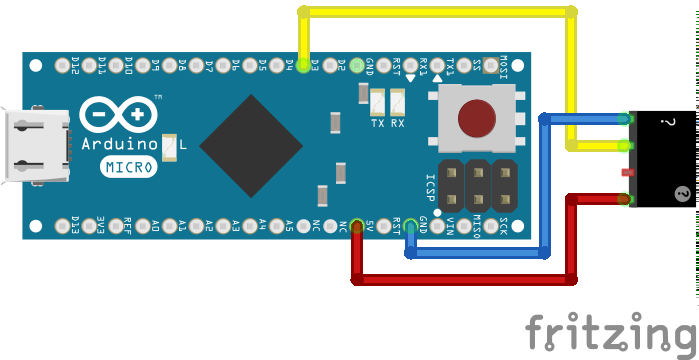 D12 D11 D10 D9 D8 D7 D6 D5 D4 D3 D2 GND RST RX1 TX1 SS MOSI
TM
Arduino
MICRO
L
TX RX
ICSP
?
?
D13 3V3 REF A0 A1 A2 A3 A4 A5 NC NC 5V RST GND VIN MISO SCK
fritzing